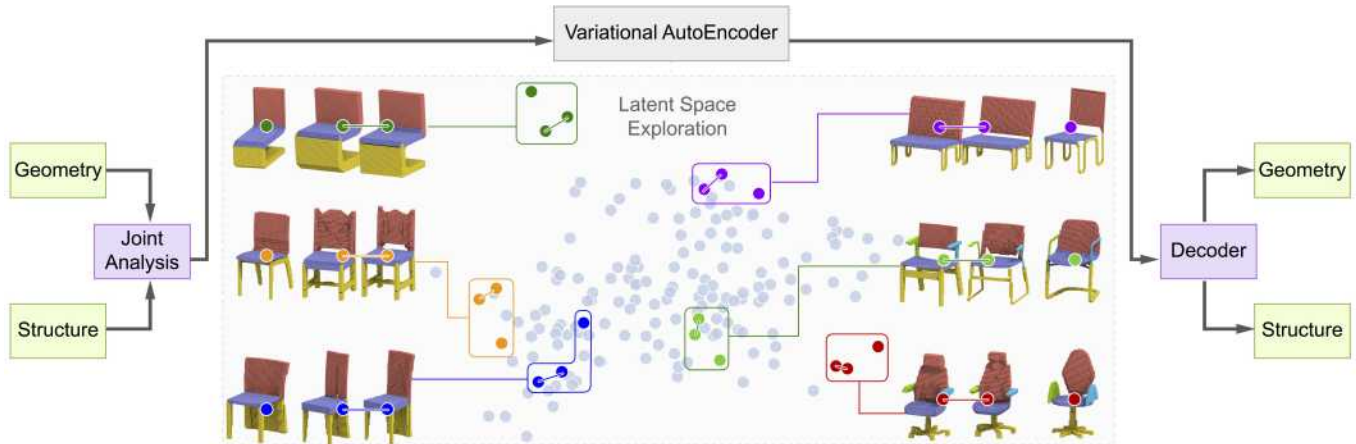 Variational AutoEncoder
Latent Space
Exploration
Geometry
Joint
Analysis
Structure
Geometry
Decoder
Structure